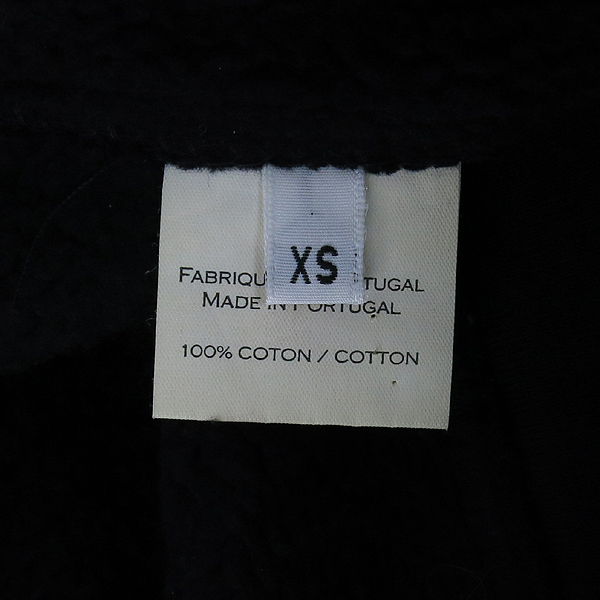 XS
FABRIQU TUGAL
MADE IN PORTUGAL
100% COTON / COTTON